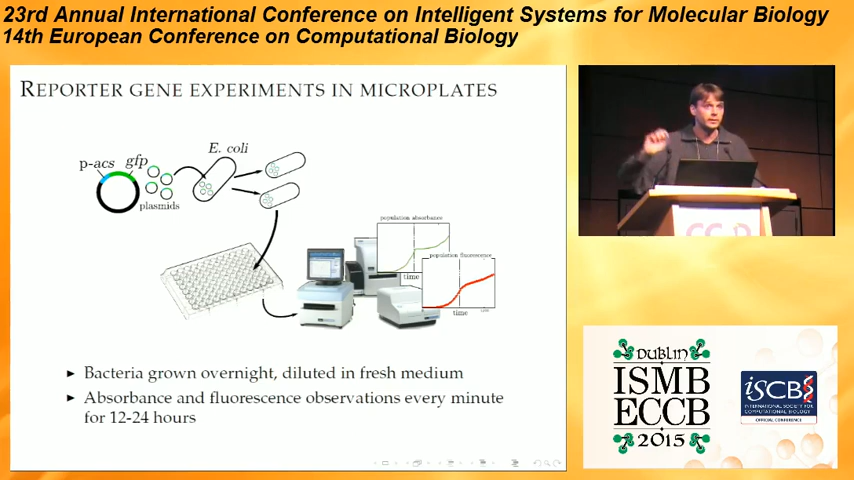 23rd Annual International Conference on Intelligent Systems for Molecular Biology
14th European Conference on Computational Biology
REPORTER GENE EXPERIMENTS IN MICROPLATES
E. coli
p-acs
gfp
plasmids
population absorbance
time
population fluorescence
time
▶ Bacteria grown overnight, diluted in fresh medium
▶ Absorbance and fluorescence observations every minute
for 12-24 hours
DUBLIN
ISMB
ECCB
2015
iSCB
INTERNATIONAL SOCIETY FOR
COMPUTATIONAL BIOLOGY
OFFICIAL CONFERENCE